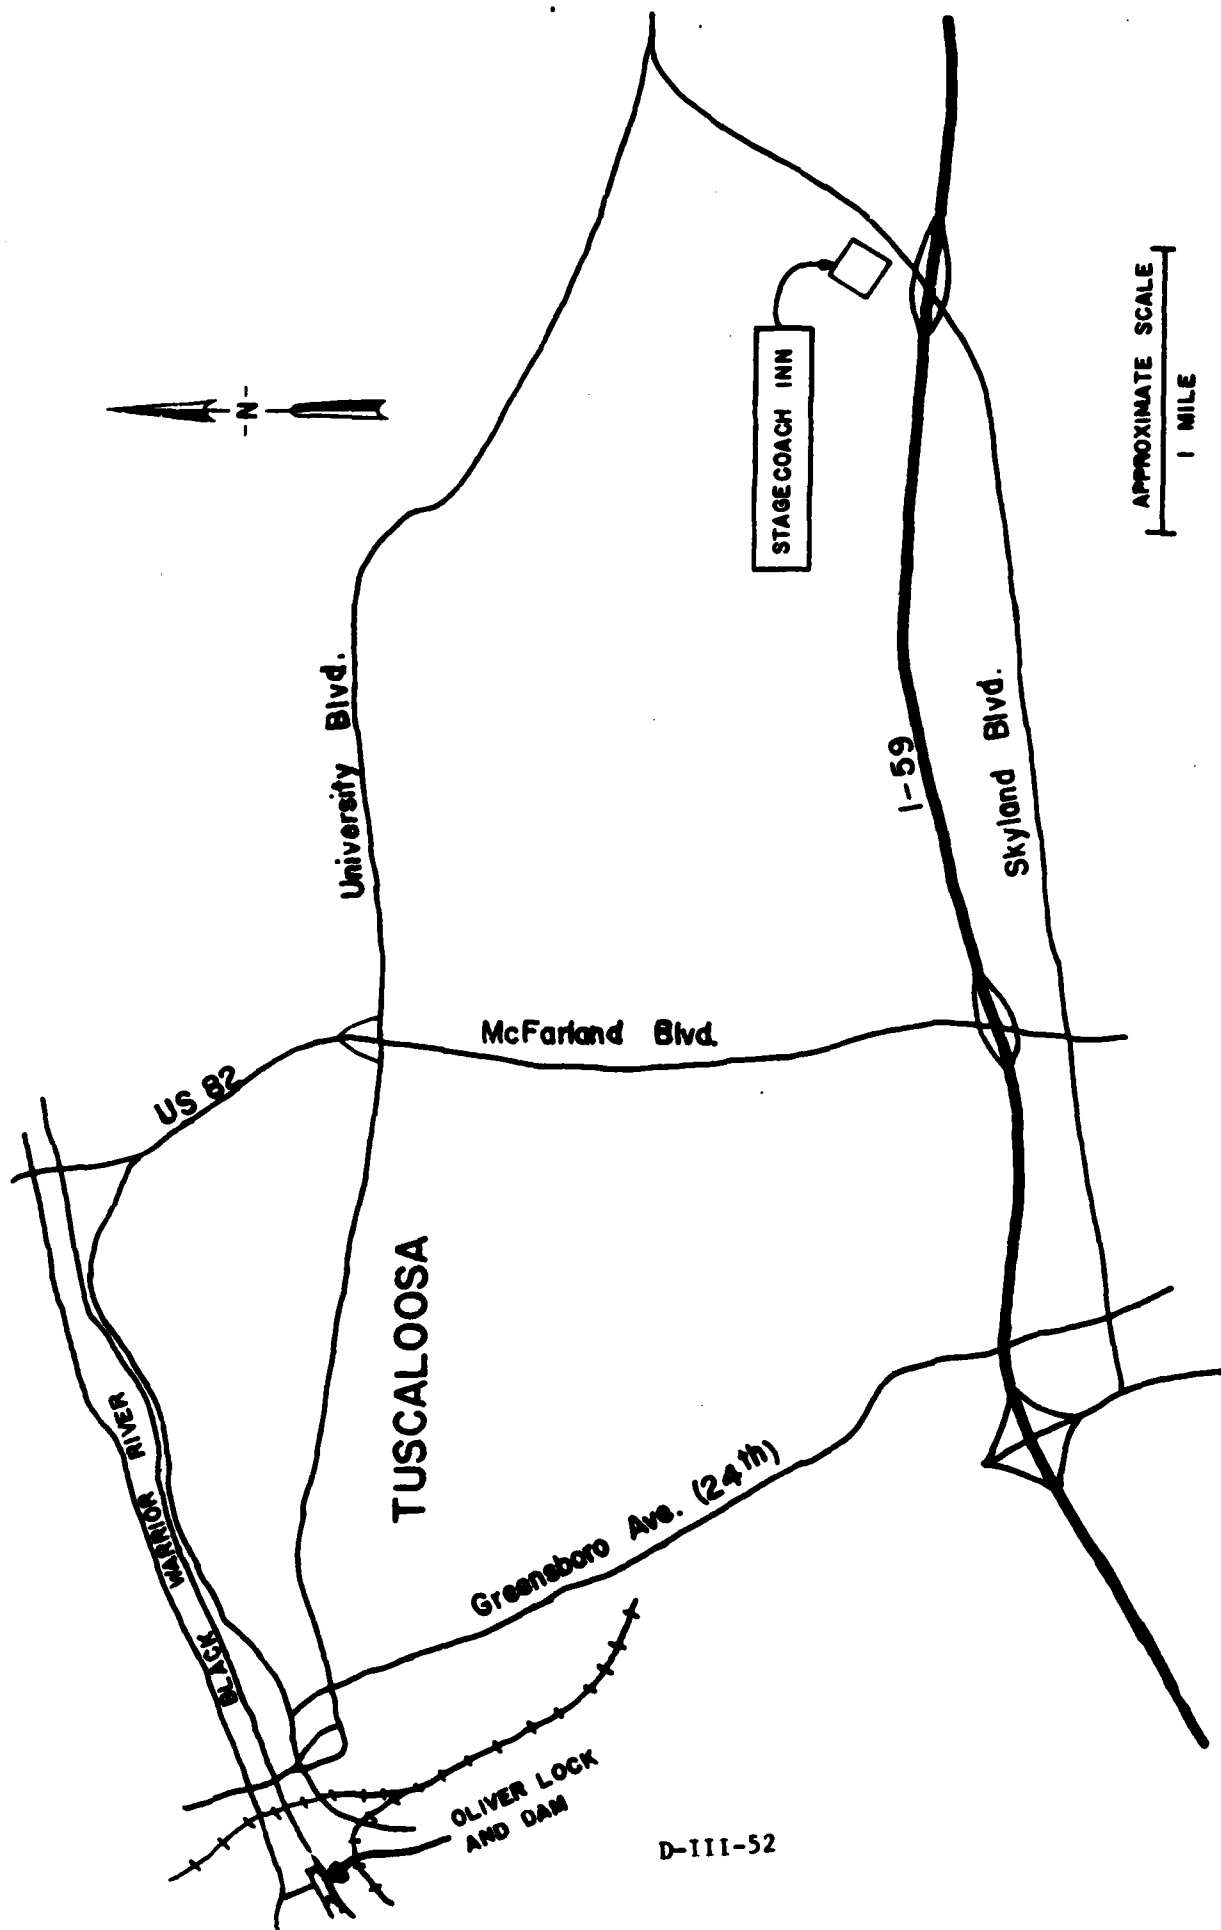 -N-
University Blvd.
US 82
McFarland Blvd.
BLACK WARRIOR RIVER
TUSCALOOSA
STAGECOACH INN
I-59
Skyland Blvd.
Greensboro Ave. (24th)
OLIVER LOCK
AND DAM
APPROXIMATE SCALE
1 MILE
D-III-52